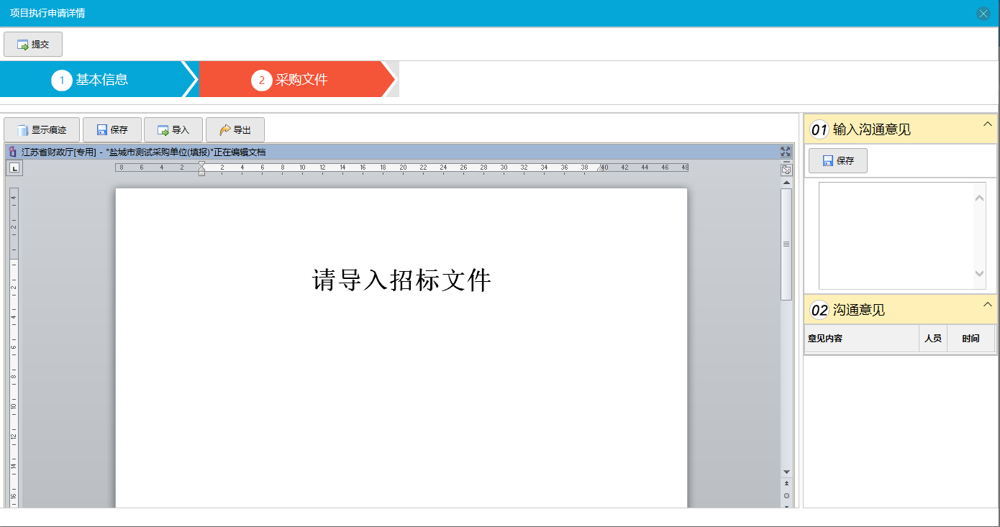 项目执行申请详情
提交
1 基本信息
2 采购文件
显示痕迹 保存 导入 导出
江苏省财政厅[专用] - "盐城市测试采购单位(填报)"正在编辑文档
L
8 6 4 2 2 4 6 8 10 12 14 16 18 20 22 24 26 28 30 32 34 36 38 40 42 44 46 48
4
2
2
4
6
8
10
12
14
16
请导入招标文件
01 输入沟通意见
保存
02 沟通意见
意见内容 人员 时间